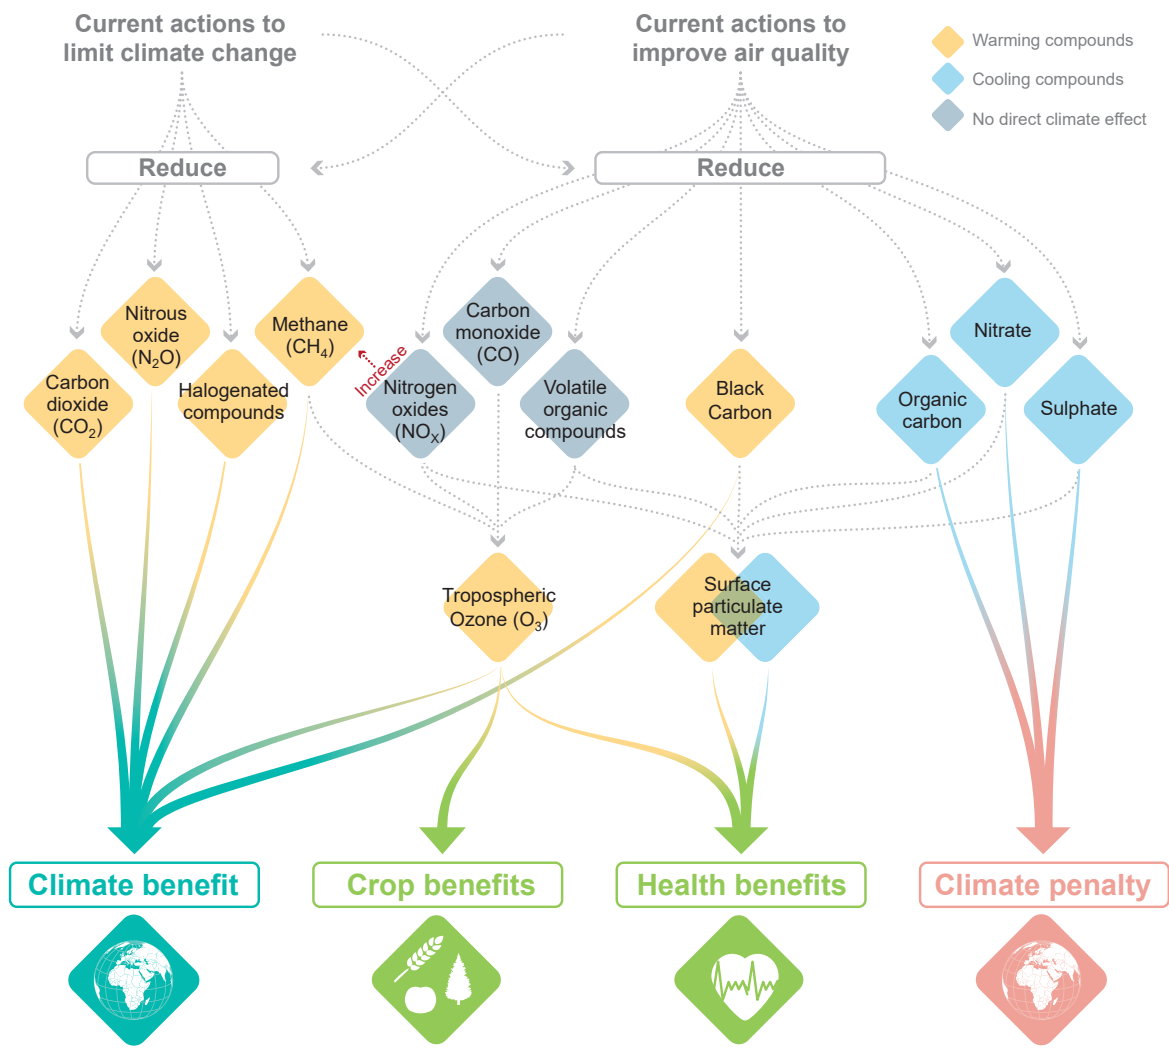 Current actions to
limit climate change
Current actions to
improve air quality
Warming compounds
Cooling compounds
No direct climate effect
Reduce
Reduce
Nitrous
oxide
(N₂O)
Methane
(CH₄)
Carbon
monoxide
(CO)
Nitrate
Increase
Carbon
dioxide
(CO₂)
Halogenated
compounds
Nitrogen
oxides
(NOₓ)
Volatile
organic
compounds
Black
Carbon
Organic
carbon
Sulphate
Tropospheric
Ozone (O₃)
Surface
particulate
matter
Climate benefit
Crop benefits
Health benefits
Climate penalty